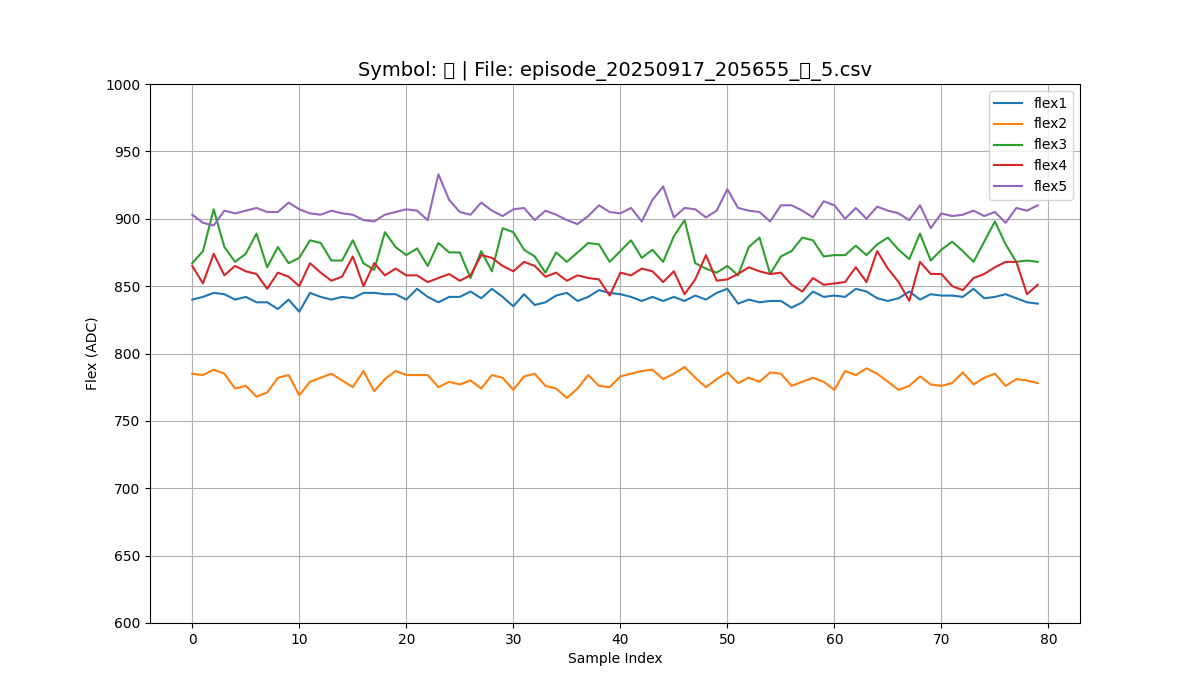 Symbol: | File: episode_20250917_205655_ _5.csv
1000
950
900
850
800
750
700
650
600
Flex (ADC)
flex1
flex2
flex3
flex4
flex5
0 10 20 30 40 50 60 70 80
Sample Index